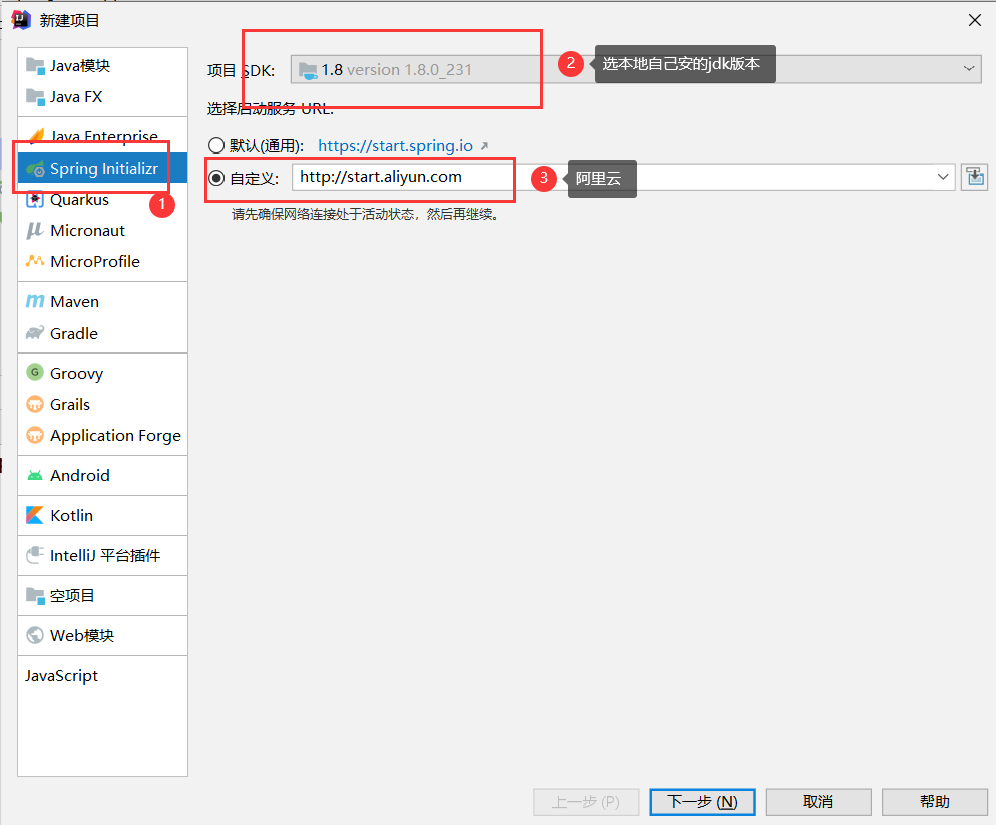 新建项目
Java模块
Java FX
Java Enterprise
Spring Initializr
1
Quarkus
Micronaut
MicroProfile
Maven
Gradle
Groovy
Grails
Application Forge
Android
Kotlin
IntelliJ 平台插件
空项目
Web模块
JavaScript
项目 SDK: 1.8 version 1.8.0_231
2 选本地自己安的jdk版本
选择启动服务 URL.
默认(通用): https://start.spring.io
自定义: http://start.aliyun.com
3 阿里云
请先确保网络连接处于活动状态，然后再继续。
上一步 (P) 下一步 (N) 取消 帮助